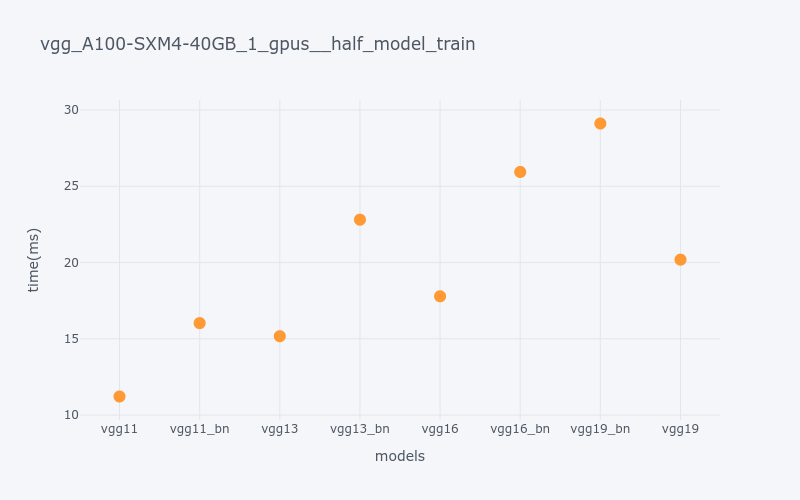 vgg_A100-SXM4-40GB_1_gpus__half_model_train
30
25
20
15
10
time(ms)
vgg11 vgg11_bn vgg13 vgg13_bn vgg16 vgg16_bn vgg19_bn vgg19
models